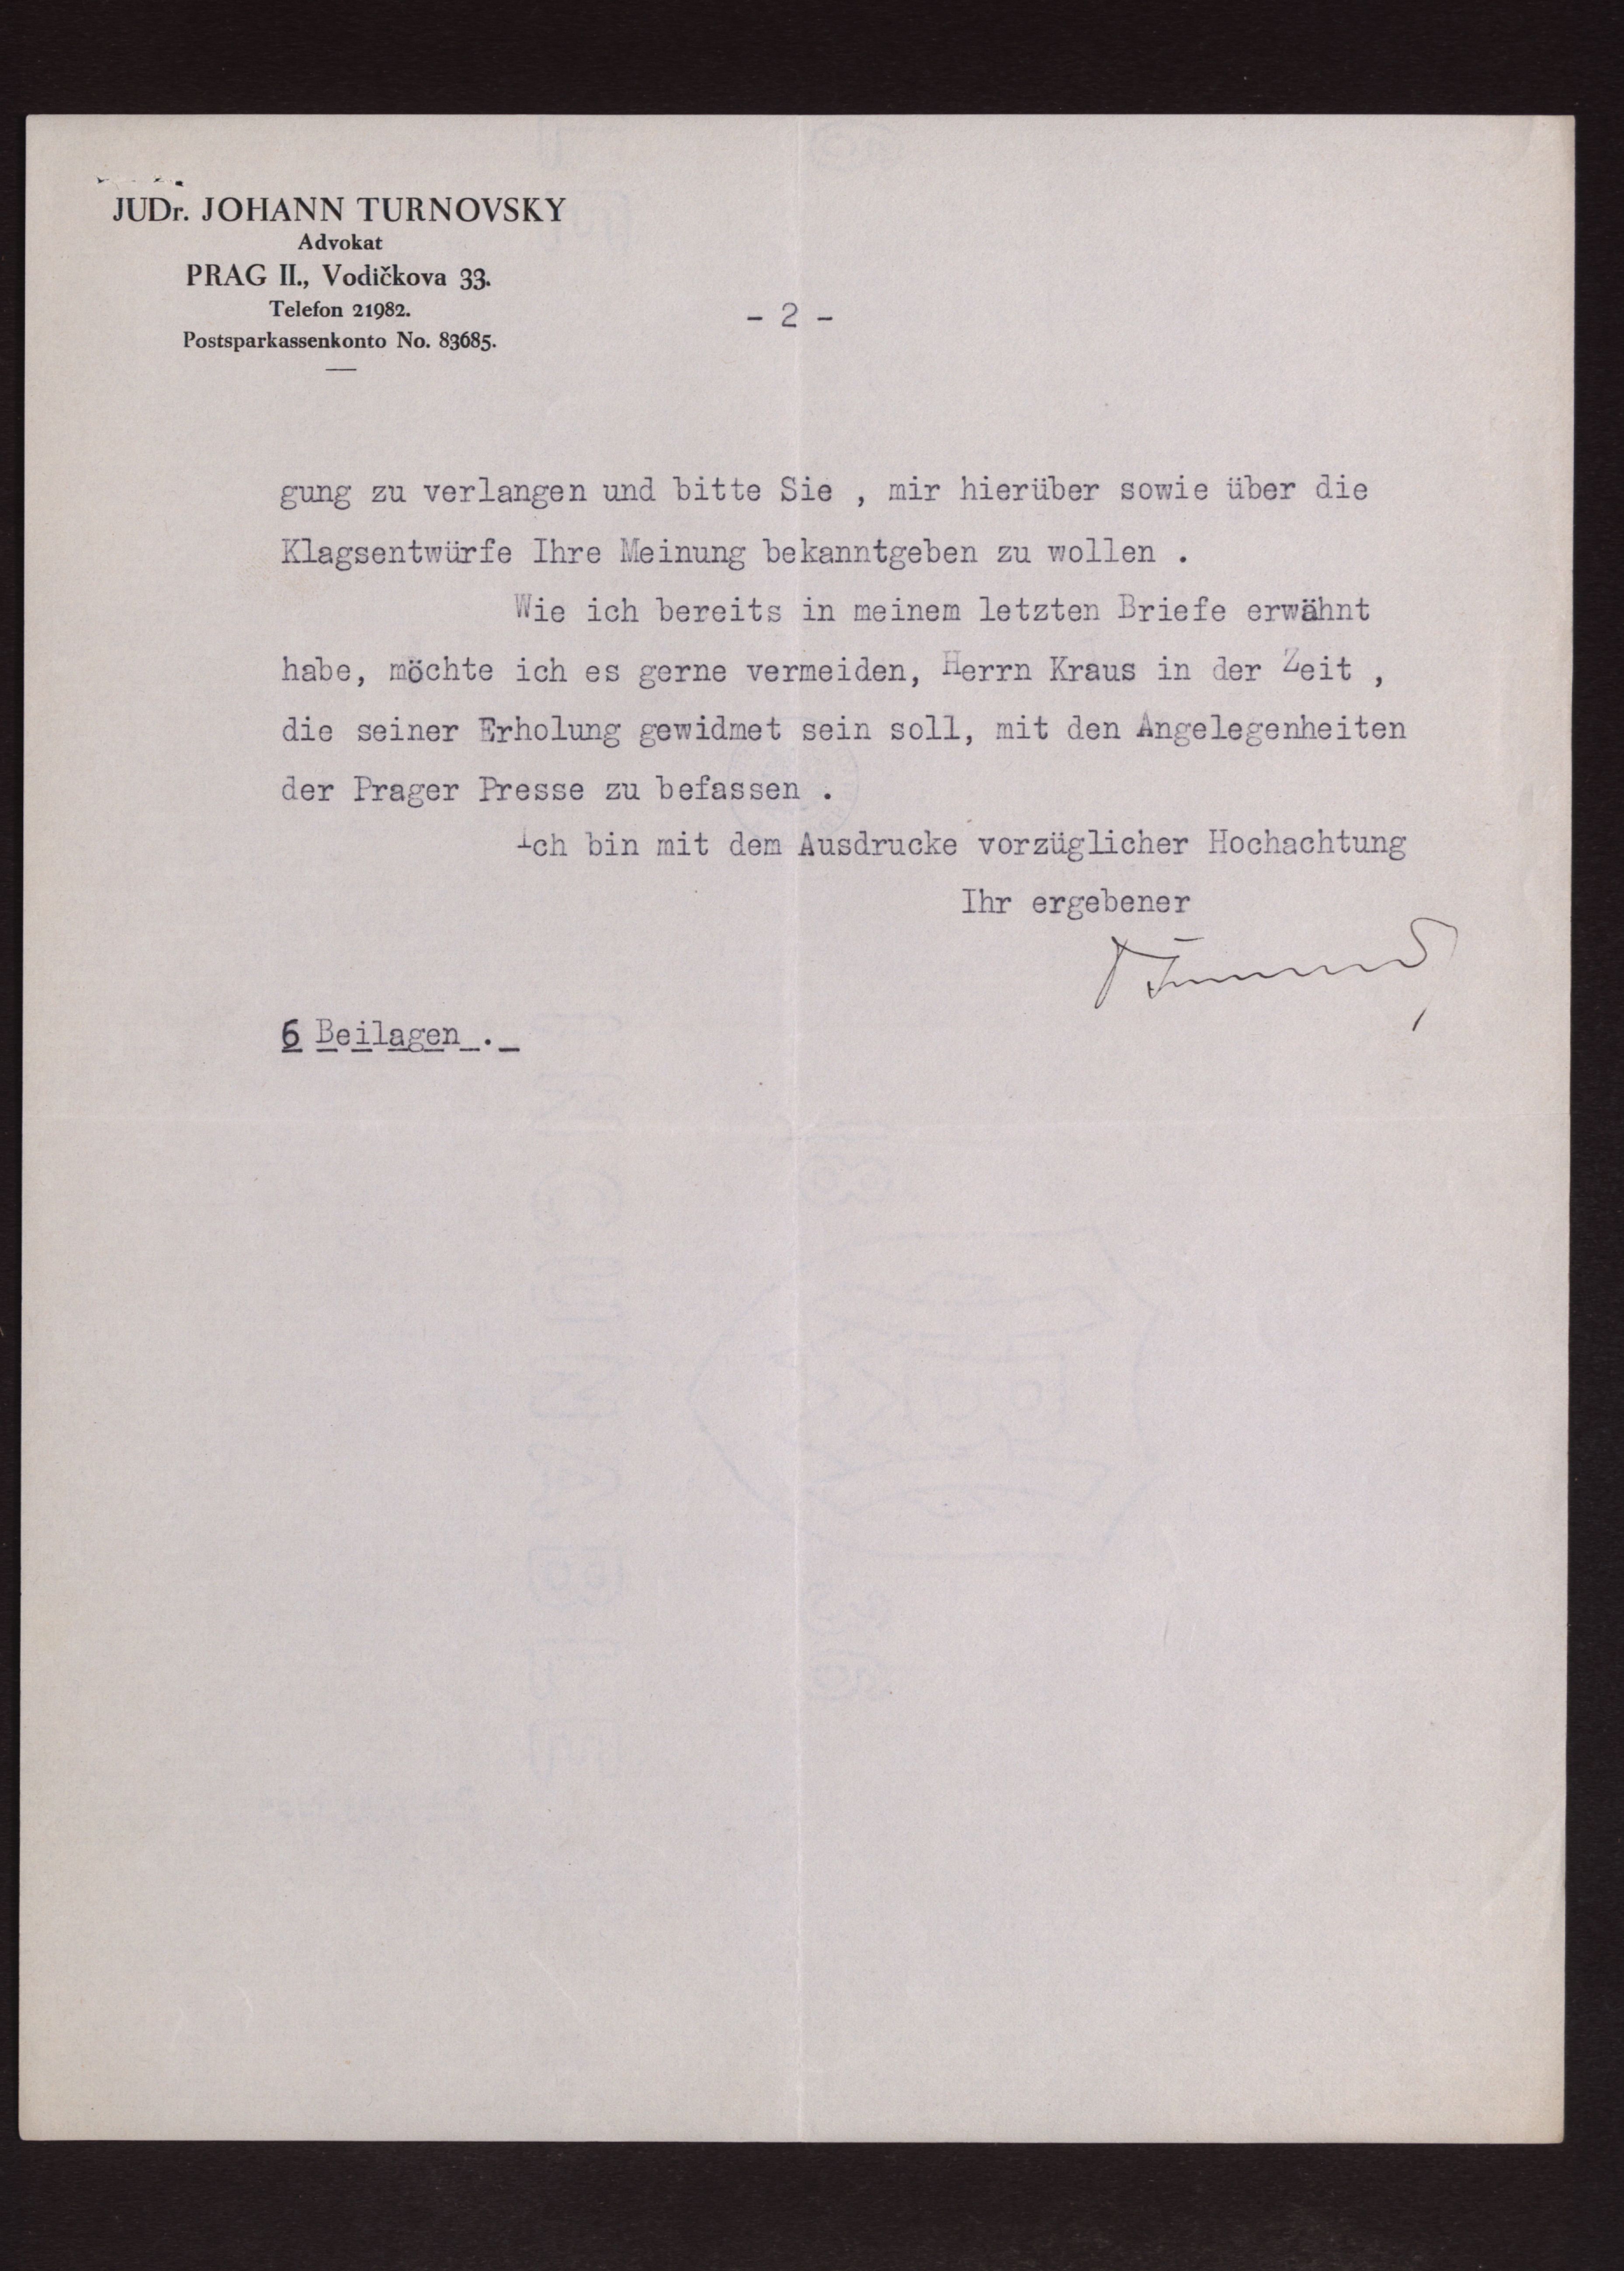 JUDr. JOHANN TURNOVSKY
Advokat
PRAG II., Vodičkova 33.
Telefon 21982.
Postsparkassenkonto No. 83685.
- 2 -
gung zu verlangen und bitte Sie , mir hierüber sowie über die
Klagsentwürfe Ihre Meinung bekanntgeben zu wollen .
Wie ich bereits in meinem letzten Briefe erwähnt
habe, möchte ich es gerne vermeiden, Herrn Kraus in der Zeit ,
die seiner Erholung gewidmet sein soll, mit den Angelegenheiten
der Prager Presse zu befassen .
Ich bin mit dem Ausdrucke vorzüglicher Hochachtung
Ihr ergebener
6 Beilagen .